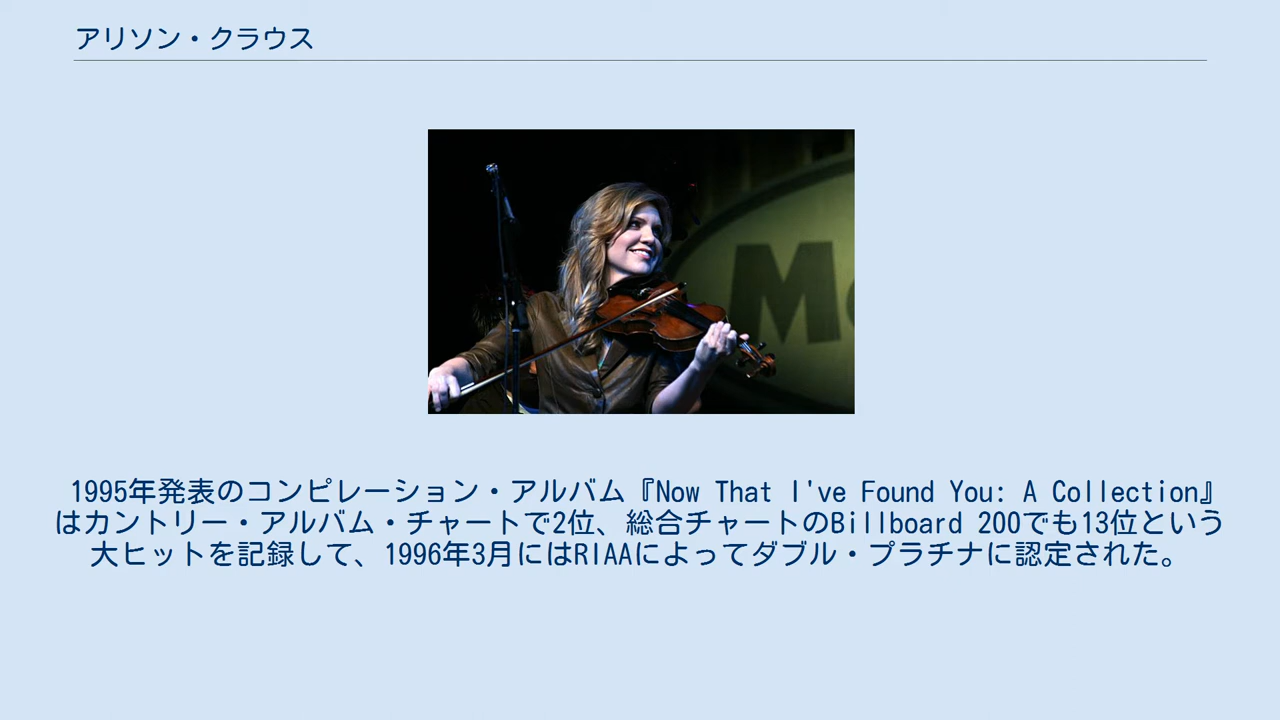 アリソン・クラウス
M
1995年発表のコンピレーション・アルバム『Now That I've Found You: A Collection』
はカントリー・アルバム・チャートで2位、総合チャートのBillboard 200でも13位という
大ヒットを記録して、1996年3月にはRIAAによってダブル・プラチナに認定された。